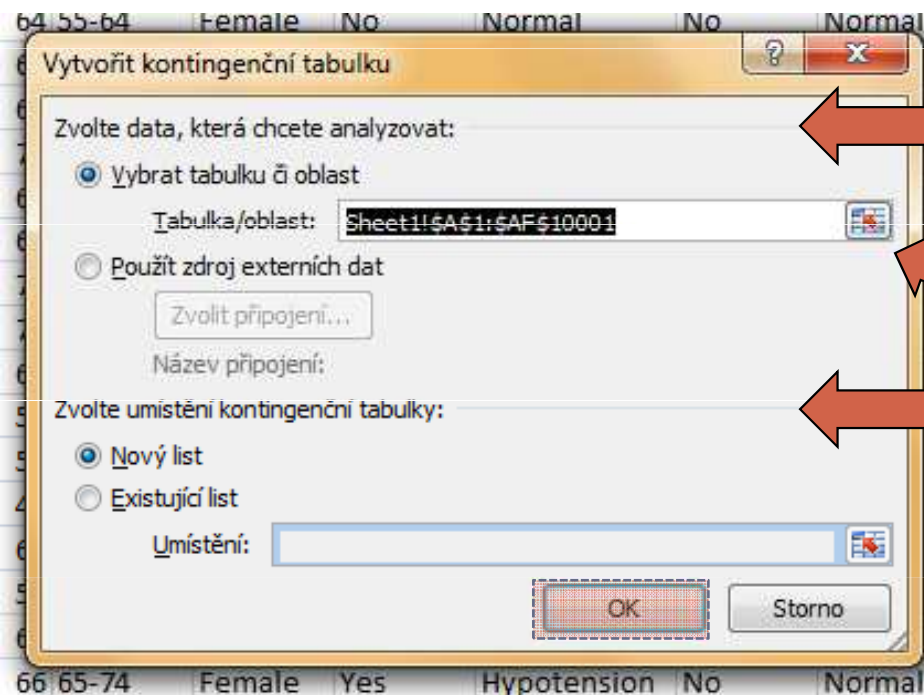 64 55-64 Female No Normal No Normal
Vytvořit kontingenční tabulku
Zvolte data, která chcete analyzovat:
Vybrat tabulku či oblast
Tabulka/oblast: Sheet1!$A$1:$AF$10001
Použít zdroj externích dat
Zvolit připojení...
Název připojení:
Zvolte umístění kontingenční tabulky:
Nový list
Existující list
Umístění:
OK Storno
66 65-74 Female Yes Hypotension No Normal